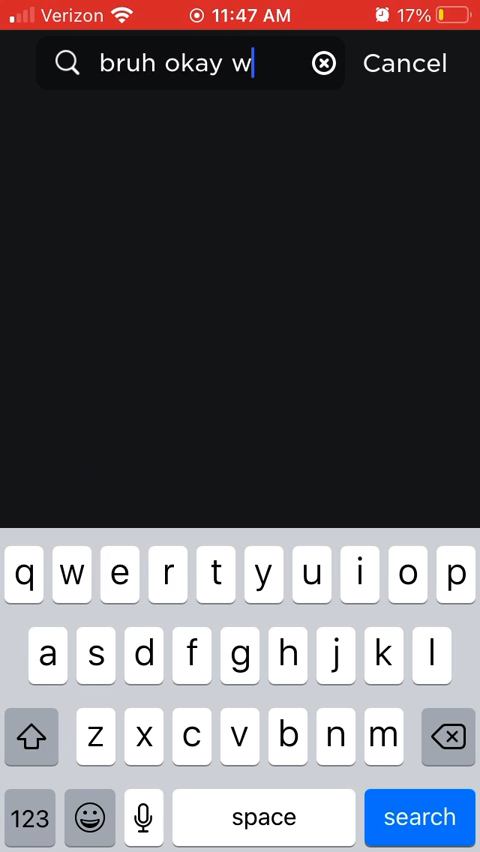 Verizon 11:47 AM 17%
bruh okay w Cancel
q w e r t y u i o p
a s d f g h j k l
z x c v b n m
123 space search